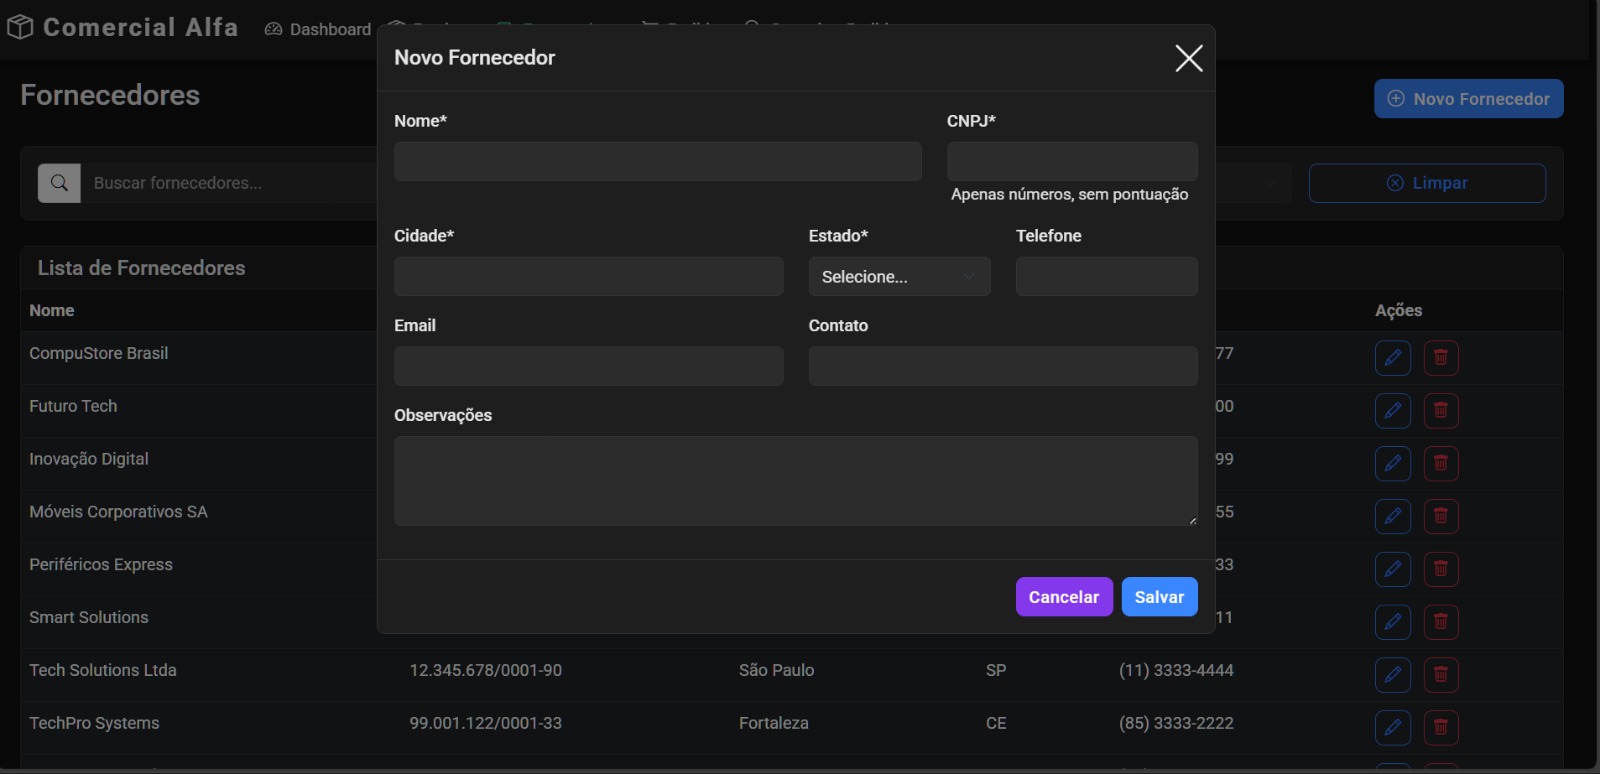 Comercial Alfa Dashboard
Novo Fornecedor
Fornecedores
Novo Fornecedor
Nome* CNPJ*
Buscar fornecedores...
Limpar
Apenas números, sem pontuação
Cidade* Estado* Telefone
Lista de Fornecedores
Selecione...
Nome Ações
Email Contato
CompuStore Brasil 77
Futuro Tech 00
Observações
Inovação Digital 99
Móveis Corporativos SA 55
Periféricos Express 33
Cancelar Salvar
Smart Solutions 11
Tech Solutions Ltda 12.345.678/0001-90 São Paulo SP (11) 3333-4444
TechPro Systems 99.001.122/0001-33 Fortaleza CE (85) 3333-2222